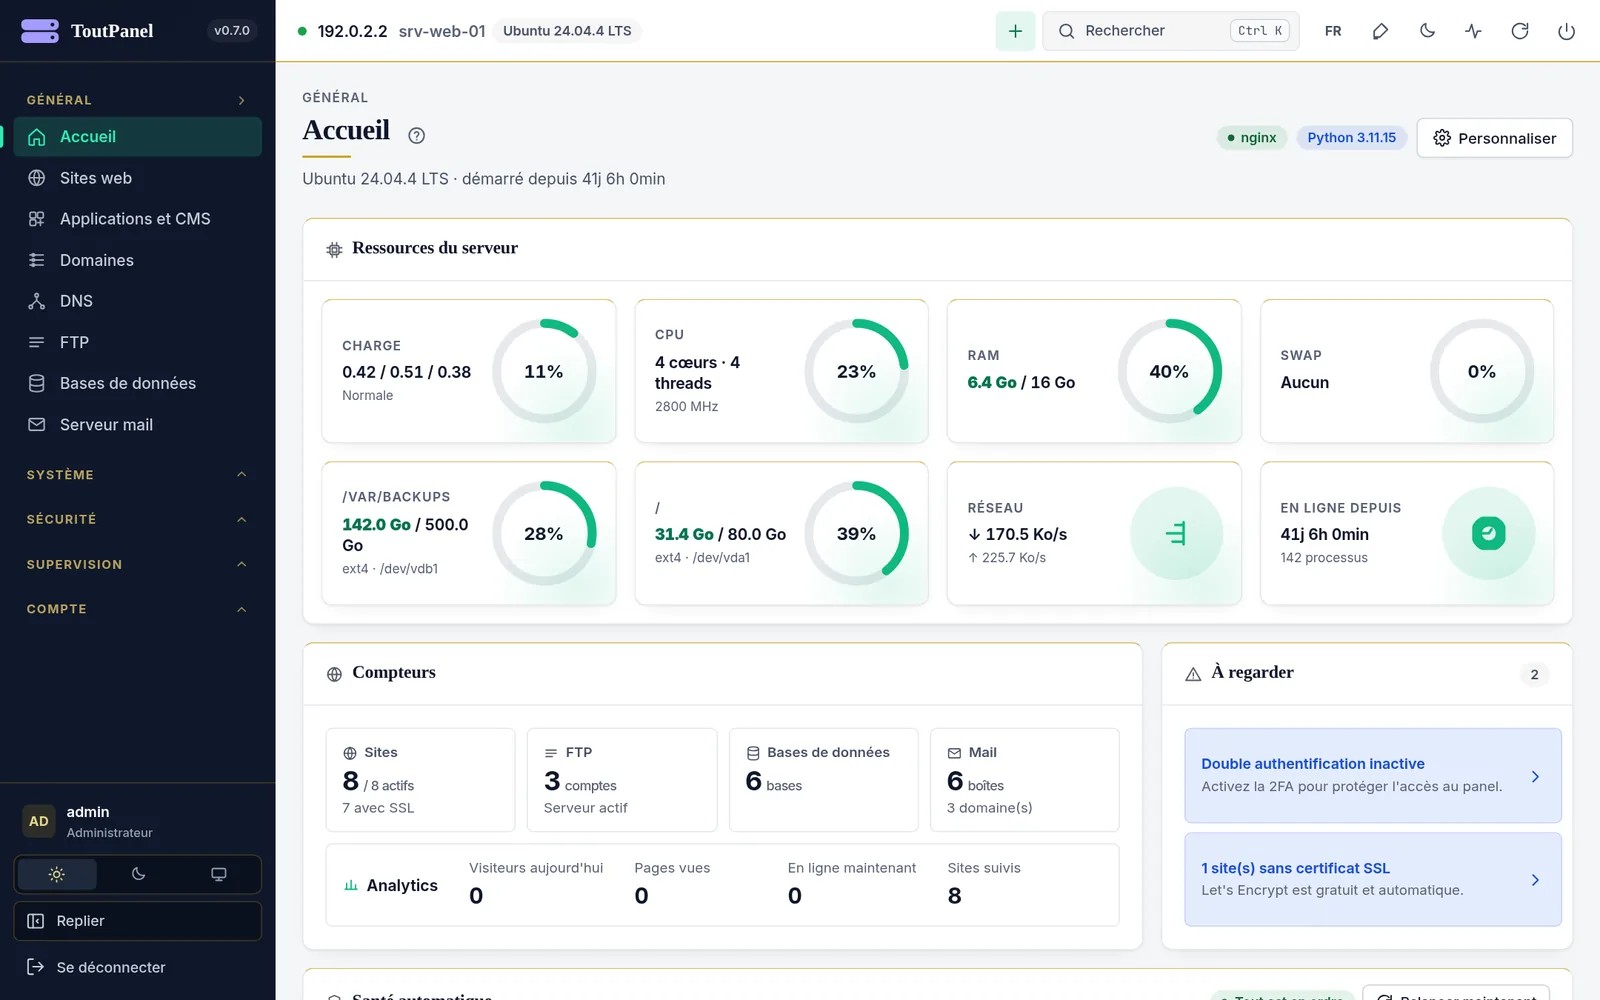 ToutPanel
v0.7.0
192.0.2.2 srv-web-01 Ubuntu 24.04.4 LTS
Rechercher Ctrl K
FR
GÉNÉRAL
Accueil
Sites web
Applications et CMS
Domaines
DNS
FTP
Bases de données
Serveur mail
SYSTÈME
SÉCURITÉ
SUPERVISION
COMPTE
AD
admin
Administrateur
Replier
Se déconnecter
GÉNÉRAL
Accueil
nginx
Python 3.11.15
Personnaliser
Ubuntu 24.04.4 LTS · démarré depuis 41j 6h 0min
Ressources du serveur
CHARGE
0.42 / 0.51 / 0.38
Normale
11%
CPU
4 cœurs · 4
threads
2800 MHz
23%
RAM
6.4 Go / 16 Go
40%
SWAP
Aucun
0%
/VAR/BACKUPS
142.0 Go / 500.0
Go
ext4 · /dev/vdb1
28%
/
31.4 Go / 80.0 Go
ext4 · /dev/vda1
39%
RÉSEAU
↓ 170.5 Ko/s
↑ 225.7 Ko/s
EN LIGNE DEPUIS
41j 6h 0min
142 processus
Compteurs
Sites
8 / 8 actifs
7 avec SSL
FTP
3 comptes
Serveur actif
Bases de données
6 bases
Mail
6 boîtes
3 domaine(s)
Analytics
Visiteurs aujourd'hui
0
Pages vues
0
En ligne maintenant
0
Sites suivis
8
À regarder
2
Double authentification inactive
Activez la 2FA pour protéger l'accès au panel.
1 site(s) sans certificat SSL
Let's Encrypt est gratuit et automatique.
Santé automatique
Tout est en ordre
Relancer maintenant